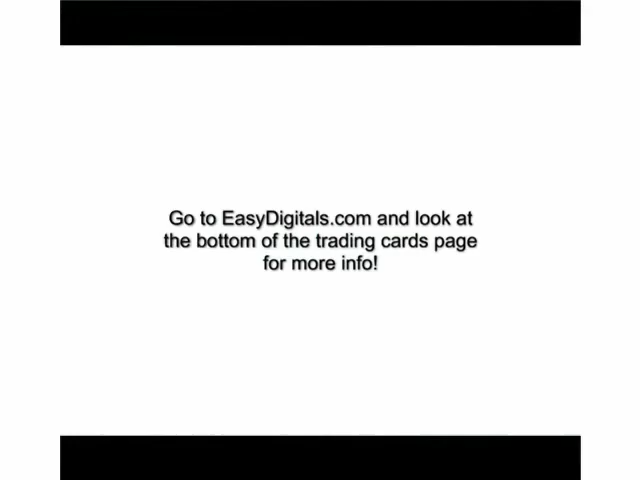 Go to EasyDigitals.com and look at
the bottom of the trading cards page
for more info!